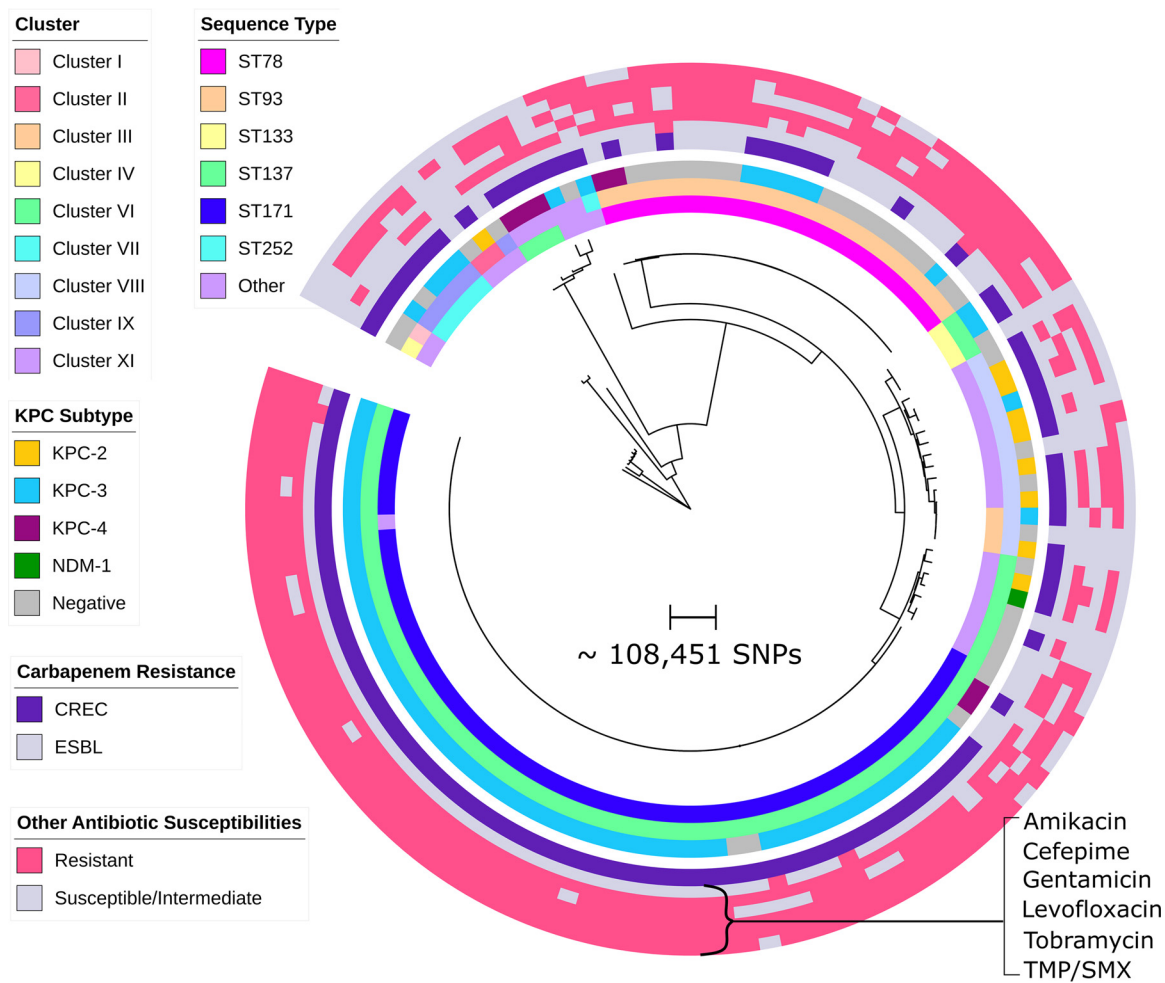 Cluster
Cluster I
Cluster II
Cluster III
Cluster IV
Cluster VI
Cluster VII
Cluster VIII
Cluster IX
Cluster XI
Sequence Type
ST78
ST93
ST133
ST137
ST171
ST252
Other
KPC Subtype
KPC-2
KPC-3
KPC-4
NDM-1
Negative
Carbapenem Resistance
CREC
ESBL
Other Antibiotic Susceptibilities
Resistant
Susceptible/Intermediate
~ 108,451 SNPs
Amikacin
Cefepime
Gentamicin
Levofloxacin
Tobramycin
TMP/SMX